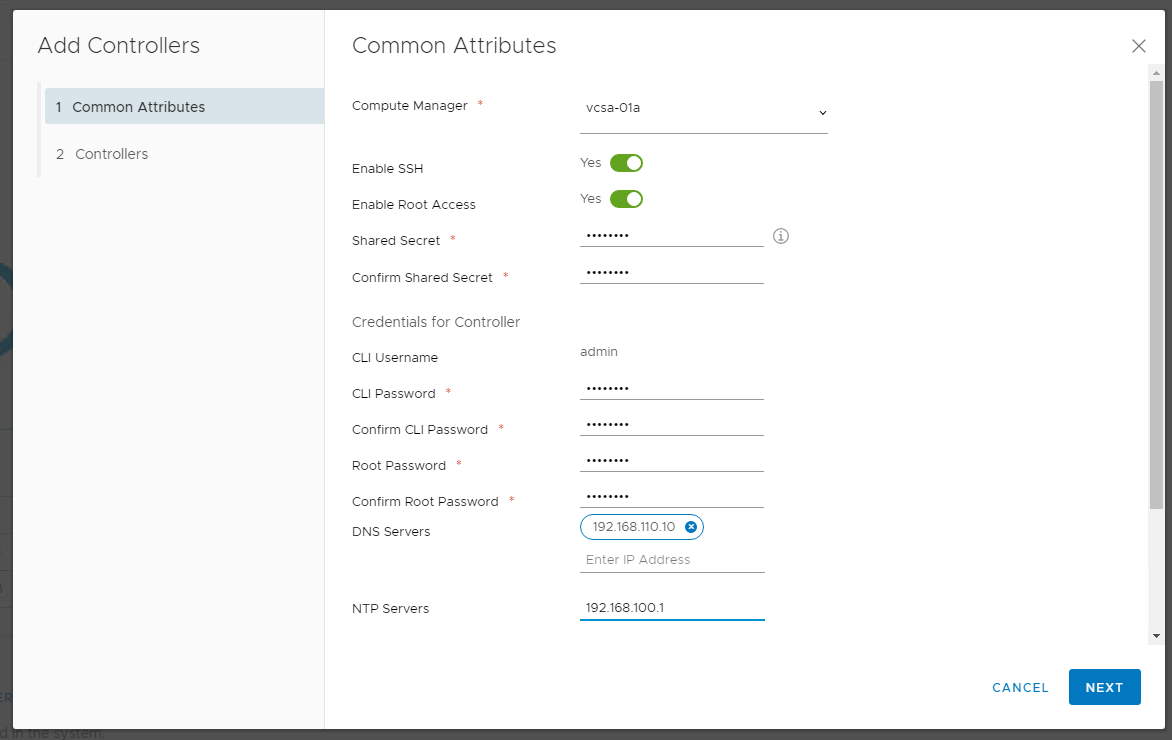 Add Controllers
1 Common Attributes
2 Controllers
Common Attributes
Compute Manager * vcsa-01a
Enable SSH Yes
Enable Root Access Yes
Shared Secret * ••••••••
Confirm Shared Secret * ••••••••
Credentials for Controller
CLI Username admin
CLI Password * ••••••••
Confirm CLI Password * ••••••••
Root Password * ••••••••
Confirm Root Password * ••••••••
DNS Servers 192.168.110.10
Enter IP Address
NTP Servers 192.168.100.1
CANCEL NEXT
in the system.